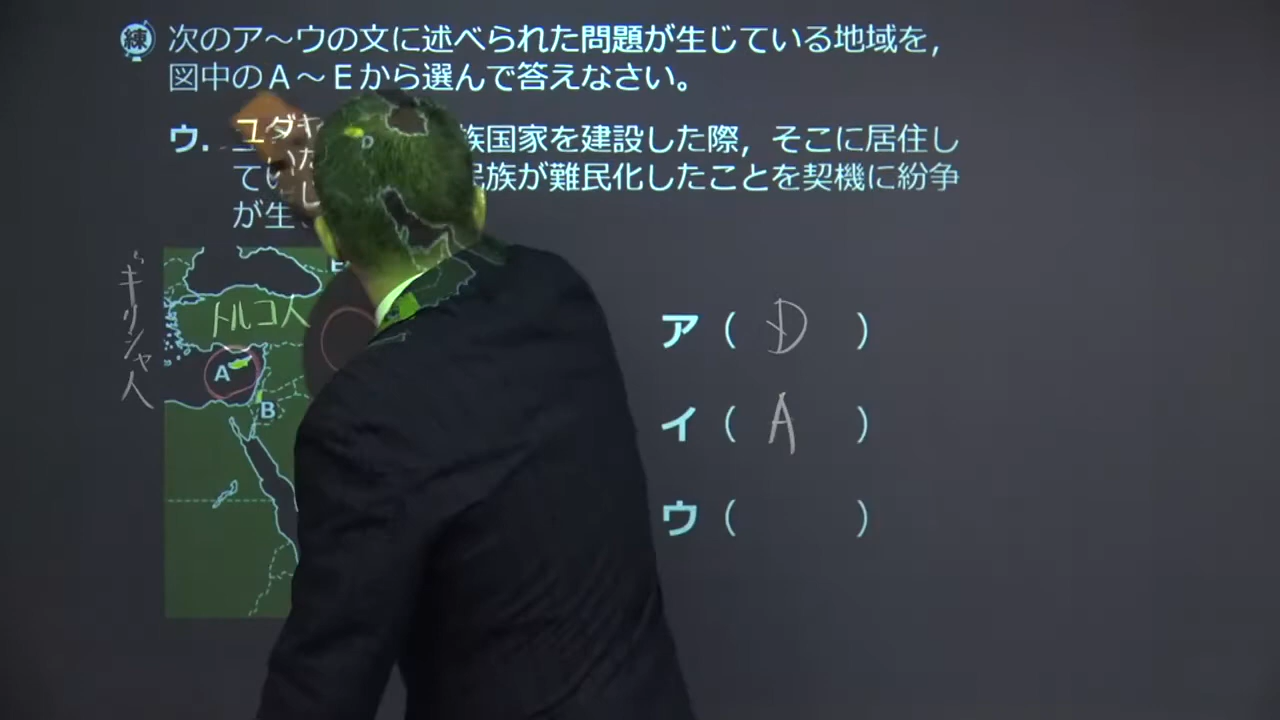 練 次のア～ウの文に述べられた問題が生じている地域を,
図中のA～Eから選んで答えなさい。
ウ. ユダヤ 族国家を建設した際, そこに居住し
てい 民族が難民化したことを契機に紛争
が生
E
ギリシャ人
トルコ人
A
B
D
ア ( D )
イ ( A )
ウ ( )